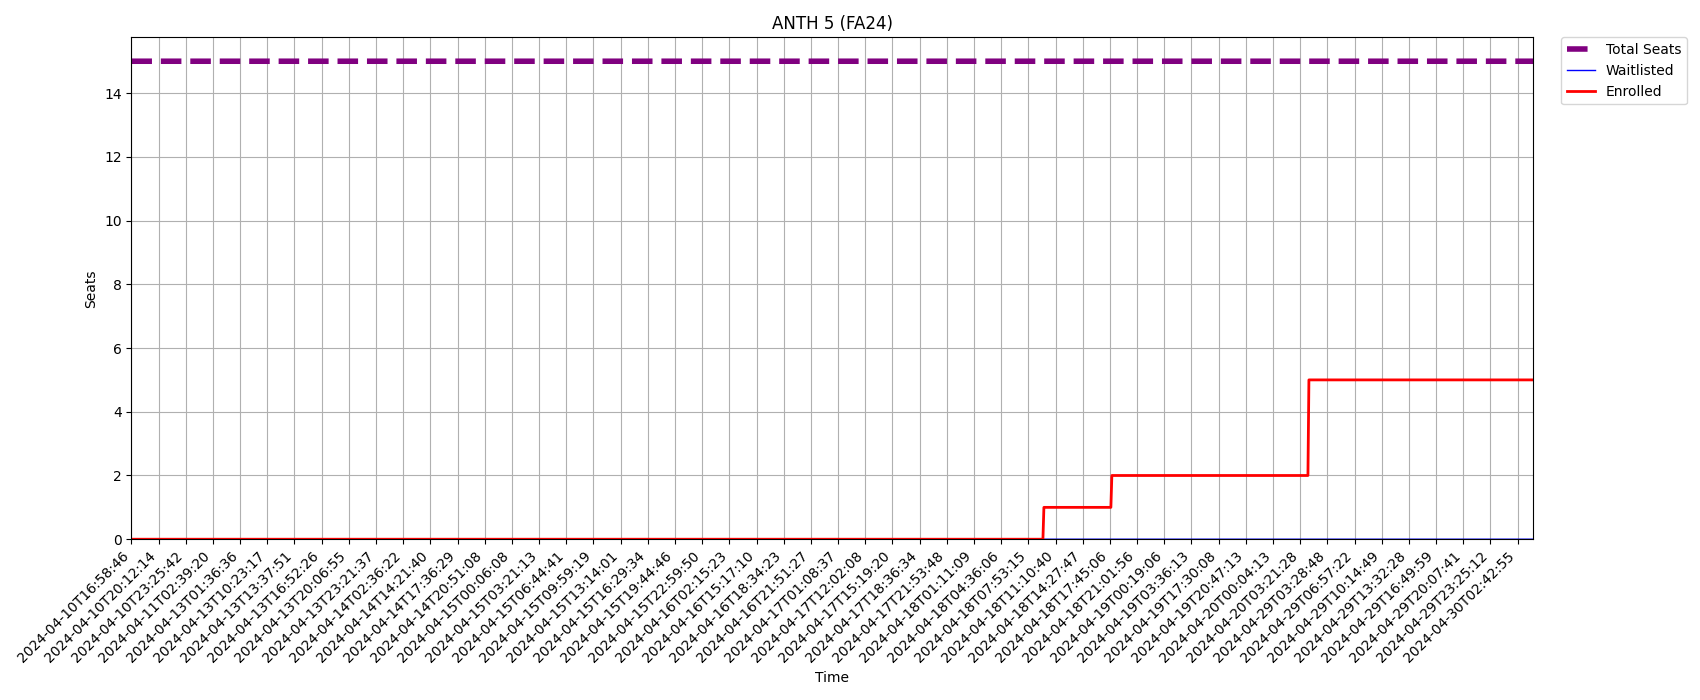 ANTH 5 (FA24)
Total Seats
Waitlisted
Enrolled
14
12
10
8
6
4
2
0
Seats
2024-04-10T16:58:46
2024-04-10T20:12:14
2024-04-10T23:25:42
2024-04-11T02:39:20
2024-04-13T01:36:36
2024-04-13T10:23:17
2024-04-13T13:37:51
2024-04-13T16:52:26
2024-04-13T20:06:55
2024-04-13T23:21:37
2024-04-14T02:36:22
2024-04-14T14:21:40
2024-04-14T17:36:29
2024-04-14T20:51:08
2024-04-15T00:06:08
2024-04-15T03:21:13
2024-04-15T06:44:41
2024-04-15T09:59:19
2024-04-15T13:14:01
2024-04-15T16:29:34
2024-04-15T19:44:46
2024-04-15T22:59:50
2024-04-16T02:15:23
2024-04-16T15:17:10
2024-04-16T18:34:23
2024-04-16T21:51:27
2024-04-17T01:08:37
2024-04-17T12:02:08
2024-04-17T15:19:20
2024-04-17T18:36:34
2024-04-17T21:53:48
2024-04-18T01:11:09
2024-04-18T04:36:06
2024-04-18T07:53:15
2024-04-18T11:10:40
2024-04-18T14:27:47
2024-04-18T17:45:06
2024-04-18T21:01:56
2024-04-19T00:19:06
2024-04-19T03:36:13
2024-04-19T17:30:08
2024-04-19T20:47:13
2024-04-20T00:04:13
2024-04-20T03:21:28
2024-04-29T03:28:48
2024-04-29T06:57:22
2024-04-29T10:14:49
2024-04-29T13:32:28
2024-04-29T16:49:59
2024-04-29T20:07:41
2024-04-29T23:25:12
2024-04-30T02:42:55
Time